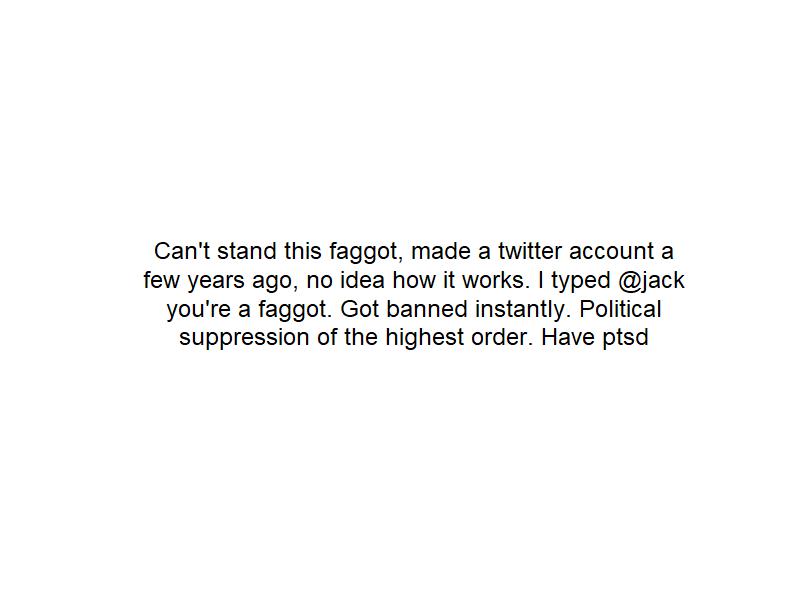 Can't stand this faggot, made a twitter account a
few years ago, no idea how it works. I typed @jack
you're a faggot. Got banned instantly. Political
suppression of the highest order. Have ptsd